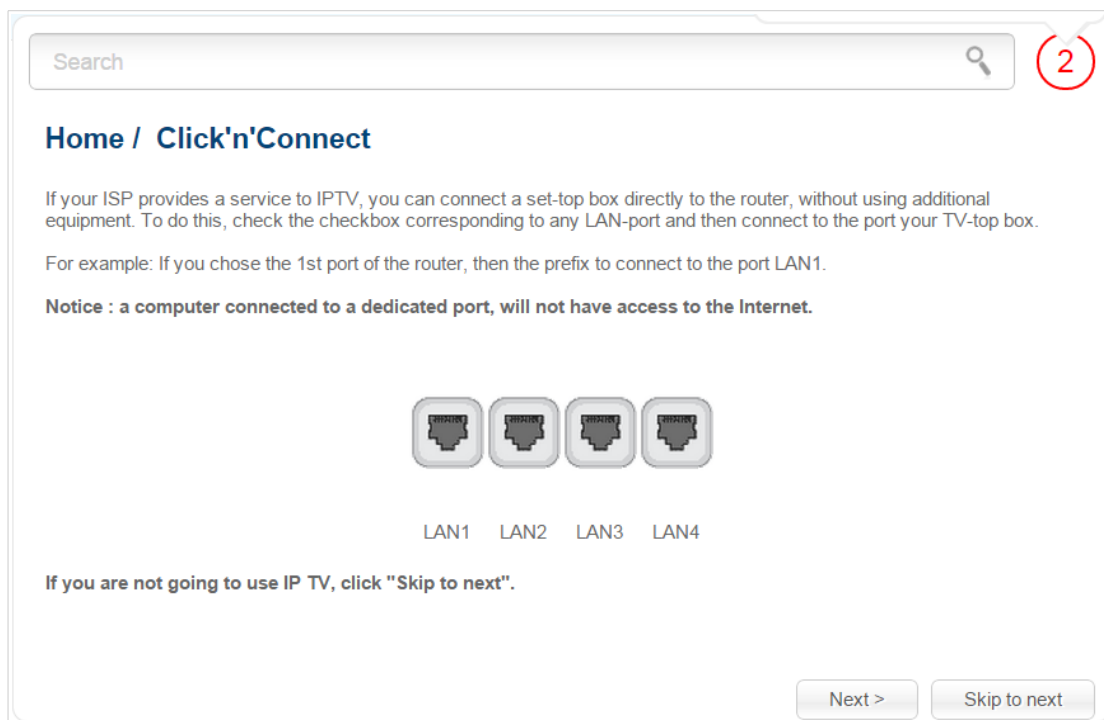 Search
2
Home /  Click'n'Connect
If your ISP provides a service to IPTV, you can connect a set-top box directly to the router, without using additional
equipment. To do this, check the checkbox corresponding to any LAN-port and then connect to the port your TV-top box.
For example: If you chose the 1st port of the router, then the prefix to connect to the port LAN1.
Notice : a computer connected to a dedicated port, will not have access to the Internet.
LAN1 LAN2 LAN3 LAN4
If you are not going to use IP TV, click "Skip to next".
Next > Skip to next